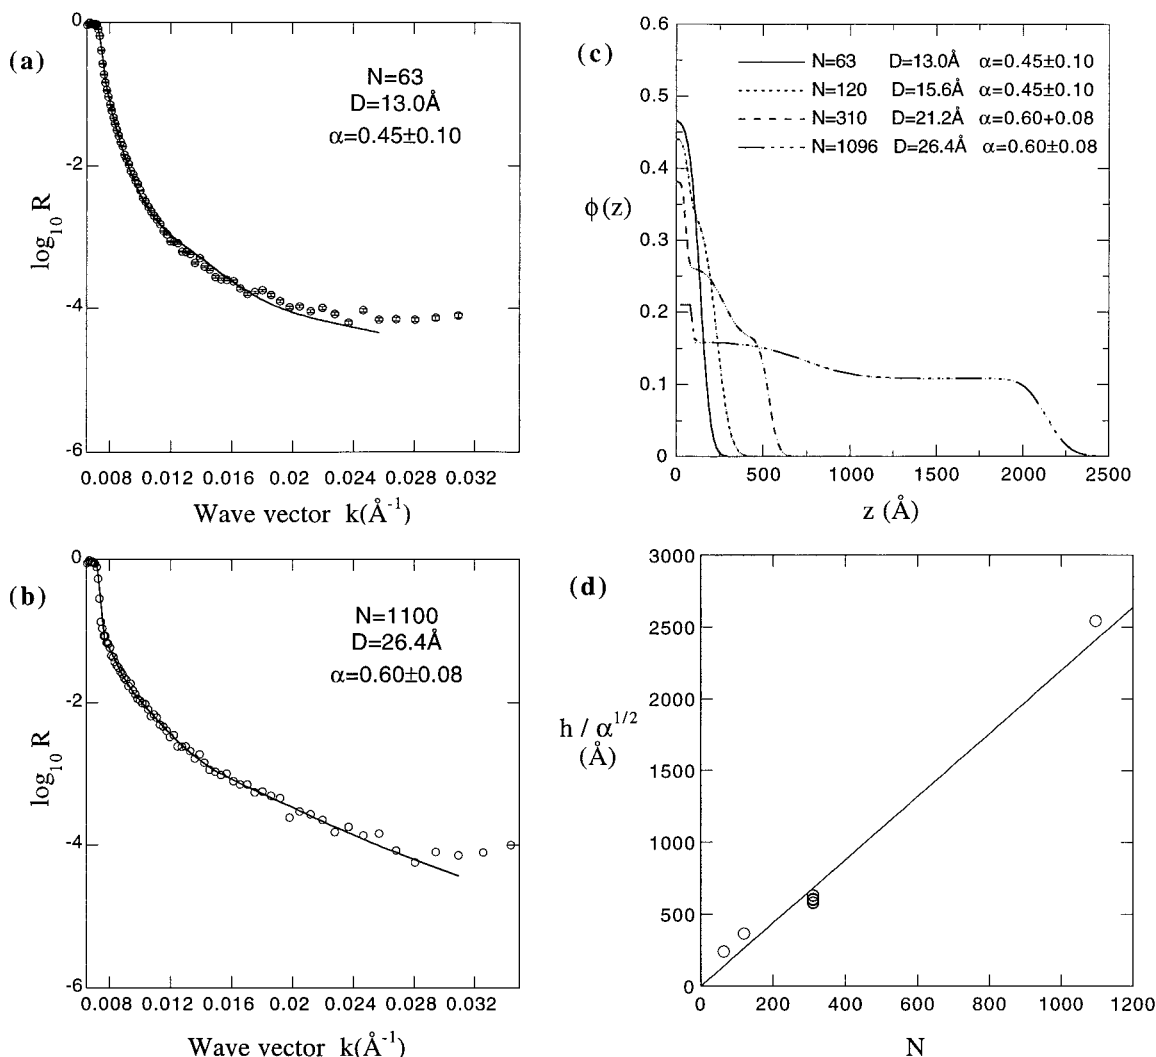 (a)
0
-2
-4
-6
log10 R
N=63
D=13.0Å
α=0.45±0.10
0.008 0.012 0.016 0.02 0.024 0.028 0.032
Wave vector k(Å-1)
(b)
0
-2
-4
-6
log10 R
N=1100
D=26.4Å
α=0.60±0.08
0.008 0.012 0.016 0.02 0.024 0.028 0.032
Wave vector k(Å-1)
(c)
0.6
0.5
0.4
0.3
0.2
0.1
0
ϕ(z)
N=63 D=13.0Å α=0.45±0.10
N=120 D=15.6Å α=0.45±0.10
N=310 D=21.2Å α=0.60+0.08
N=1096 D=26.4Å α=0.60±0.08
0 500 1000 1500 2000 2500
z (Å)
(d)
3000
2500
2000
1500
1000
500
0
h / α1/2
(Å)
0 200 400 600 800 1000 1200
N